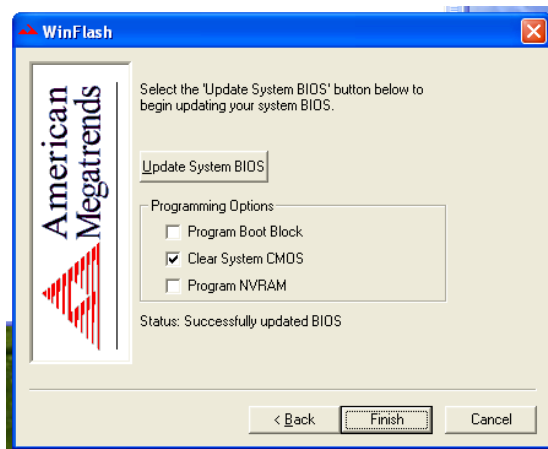 WinFlash
American
Megatrends
Select the 'Update System BIOS' button below to
begin updating your system BIOS.
Update System BIOS
Programming Options
Program Boot Block
Clear System CMOS
Program NVRAM
Status: Successfully updated BIOS
< Back
Finish
Cancel